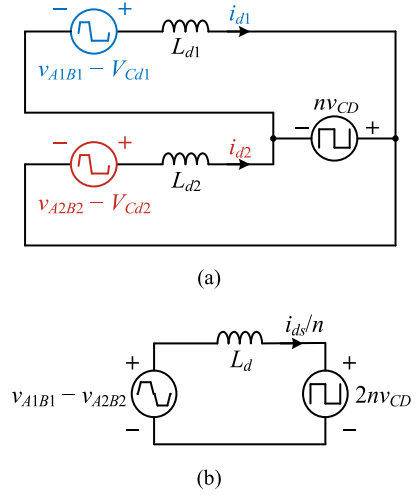 − + i_{d1}
L_{d1}
v_{A1B1} − V_{Cd1}
nv_{CD}
− +
− + i_{d2}
L_{d2}
v_{A2B2} − V_{Cd2}
(a)
i_{ds}/n
+ L_d +
v_{A1B1} − v_{A2B2} 2nv_{CD}
− −
(b)